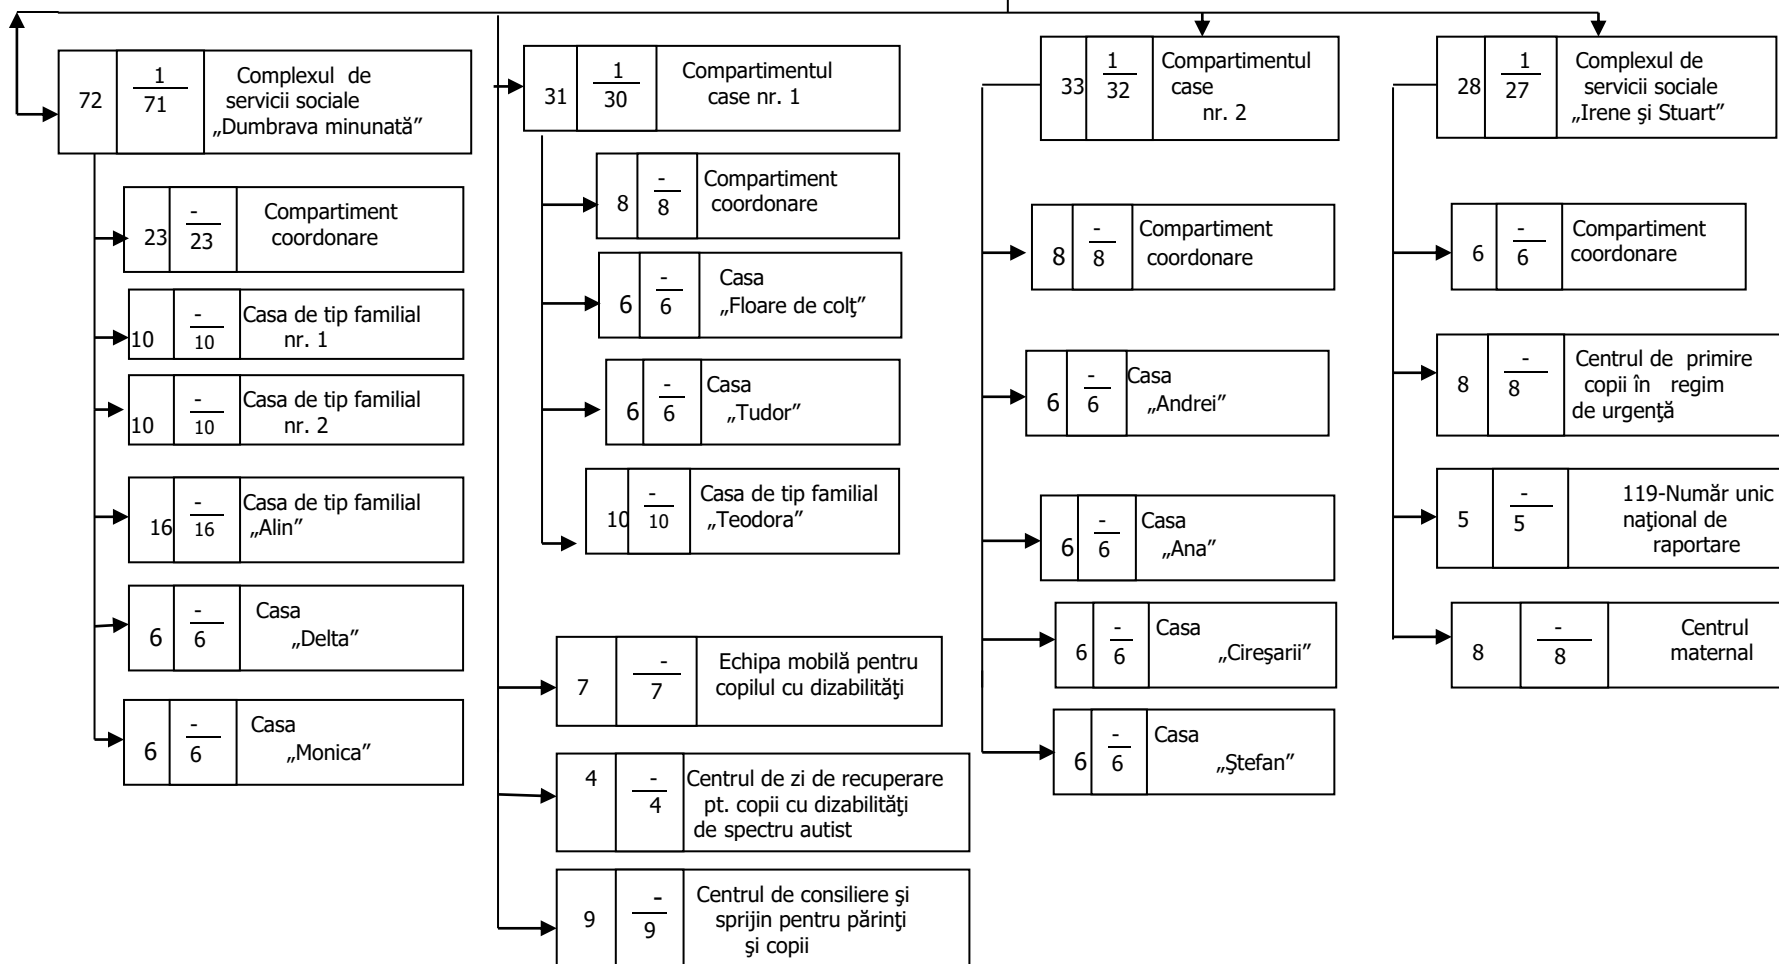 72
1
71
Complexul de
servicii sociale
„Dumbrava minunată”
23
-
23
Compartiment
coordonare
10
-
10
Casa de tip familial
nr. 1
10
-
10
Casa de tip familial
nr. 2
16
-
16
Casa de tip familial
„Alin”
6
-
6
Casa
„Delta”
6
-
6
Casa
„Monica”
31
1
30
Compartimentul
case nr. 1
8
-
8
Compartiment
coordonare
6
-
6
Casa
„Floare de colţ”
6
-
6
Casa
„Tudor”
10
-
10
Casa de tip familial
„Teodora”
7
-
7
Echipa mobilă pentru
copilul cu dizabilităţi
4
-
4
Centrul de zi de recuperare
pt. copii cu dizabilităţi
de spectru autist
9
-
9
Centrul de consiliere şi
sprijin pentru părinţi
şi copii
33
1
32
Compartimentul
case
nr. 2
8
-
8
Compartiment
coordonare
6
-
6
Casa
„Andrei”
6
-
6
Casa
„Ana”
6
-
6
Casa
„Cireşarii”
6
-
6
Casa
„Ştefan”
28
1
27
Complexul de
servicii sociale
„Irene şi Stuart”
6
-
6
Compartiment
coordonare
8
-
8
Centrul de primire
copii în regim
de urgenţă
5
-
5
119-Număr unic
naţional de
raportare
8
-
8
Centrul
maternal